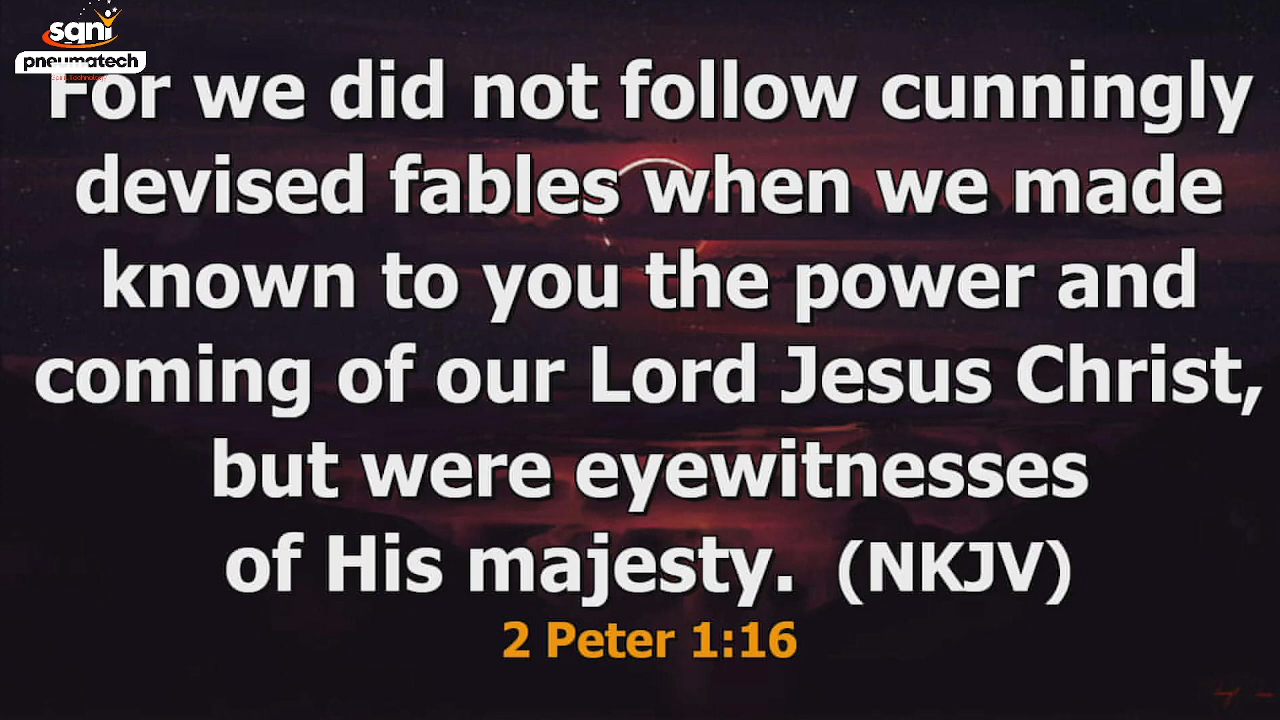 sqni
pneumatech
For we did not follow cunningly
devised fables when we made
known to you the power and
coming of our Lord Jesus Christ,
but were eyewitnesses
of His majesty. (NKJV)
2 Peter 1:16